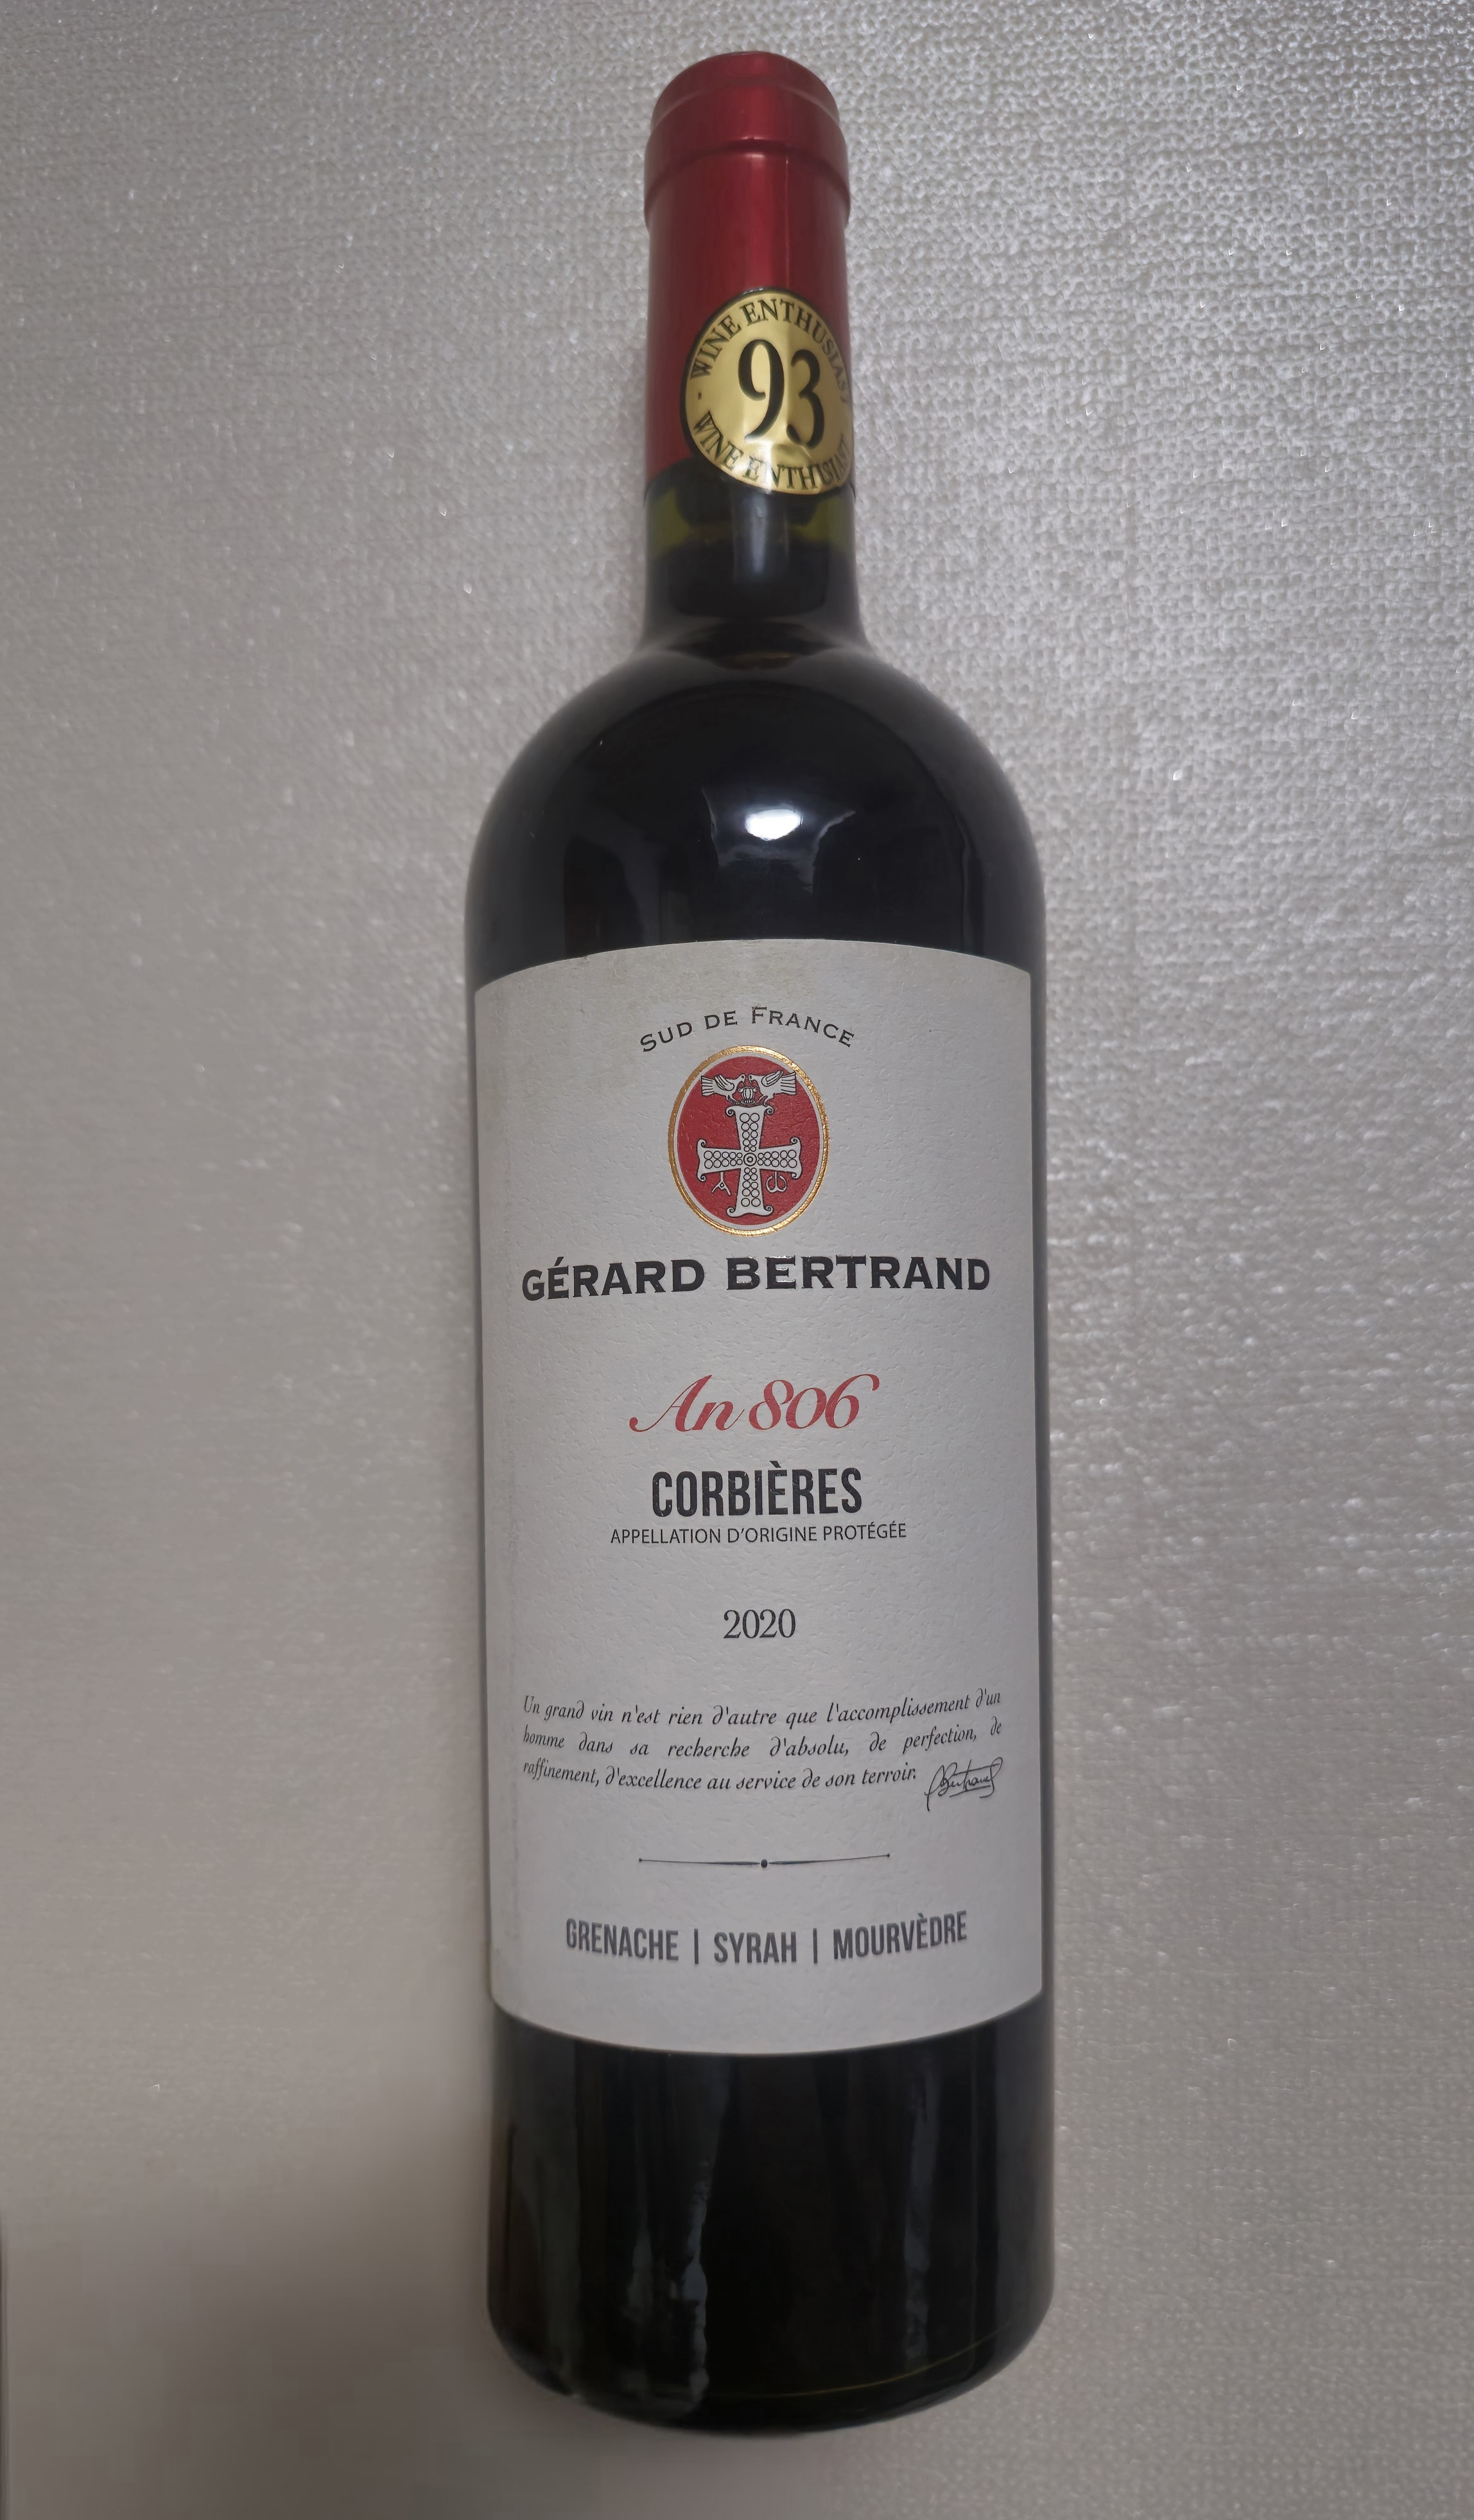 WINE ENTHUSIAST
93
WINE ENTHUSIAST
SUD DE FRANCE
GÉRARD BERTRAND
An 806
CORBIÈRES
APPELLATION D'ORIGINE PROTÉGÉE
2020
Un grand vin n'est rien d'autre que l'accomplissement d'un
homme dans sa recherche d'absolu, de perfection, de
raffinement, d'excellence au service de son terroir.
GBertrand
GRENACHE | SYRAH | MOURVÈDRE